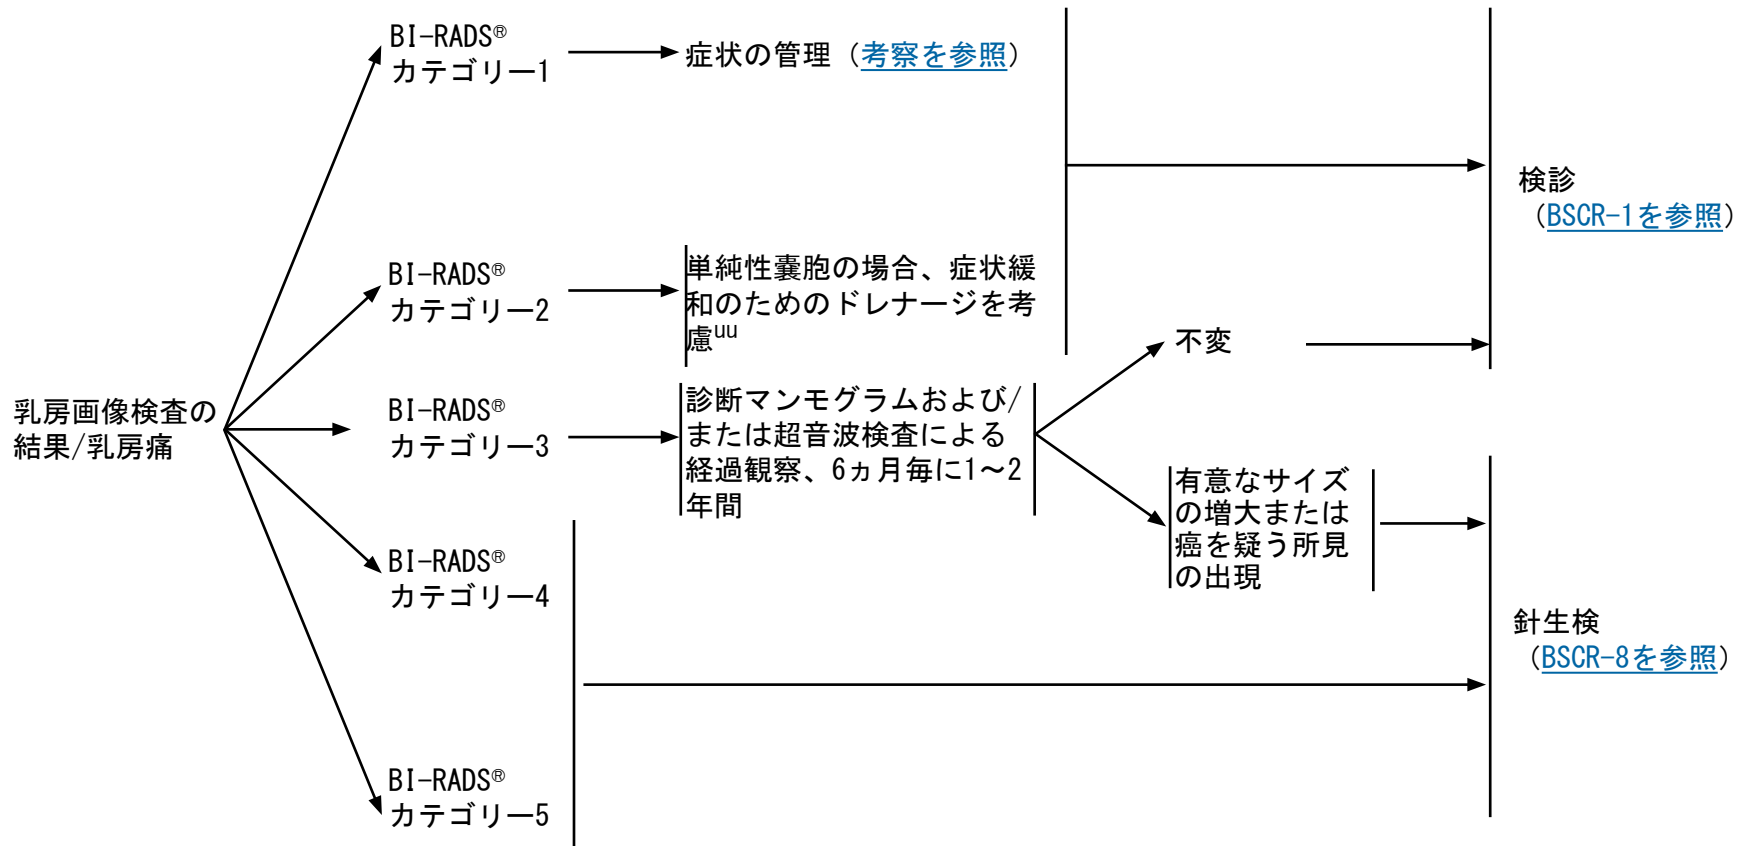 乳房画像検査の
結果/乳房痛
BI-RADS®
カテゴリー1
症状の管理（考察を参照）
BI-RADS®
カテゴリー2
単純性嚢胞の場合、症状緩
和のためのドレナージを考
慮uu
BI-RADS®
カテゴリー3
診断マンモグラムおよび/
または超音波検査による
経過観察、6ヵ月毎に1～2
年間
不変
有意なサイズ
の増大または
癌を疑う所見
の出現
BI-RADS®
カテゴリー4
BI-RADS®
カテゴリー5
検診
（BSCR-1を参照）
針生検
（BSCR-8を参照）